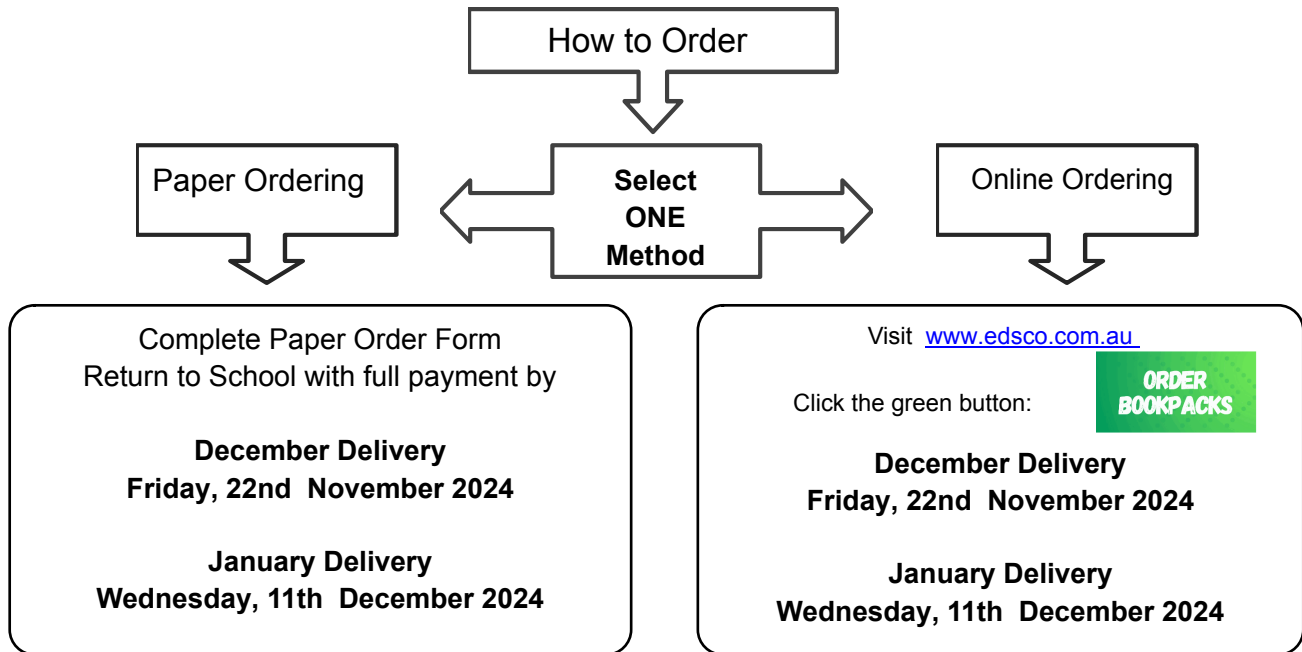 How to Order
Select
ONE
Method
Paper Ordering
Complete Paper Order Form
Return to School with full payment by
December Delivery
Friday, 22nd  November 2024
January Delivery
Wednesday, 11th  December 2024
Online Ordering
Visit  www.edsco.com.au
Click the green button:
ORDER
BOOKPACKS
December Delivery
Friday, 22nd  November 2024
January Delivery
Wednesday, 11th  December 2024